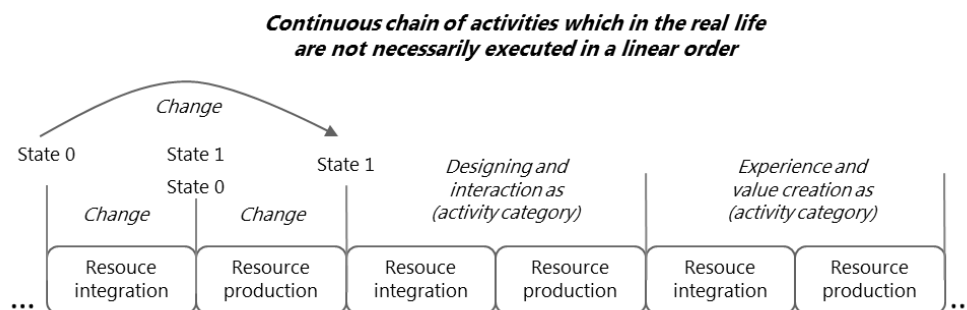 Continuous chain of activities which in the real life
are not necessarily executed in a linear order
Change
State 0
State 1
State 1
State 0
Change
Change
Designing and
interaction as
(activity category)
Experience and
value creation as
(activity category)
...
Resouce
integration
Resource
production
Resource
integration
Resource
production
Resource
integration
Resource
production
..